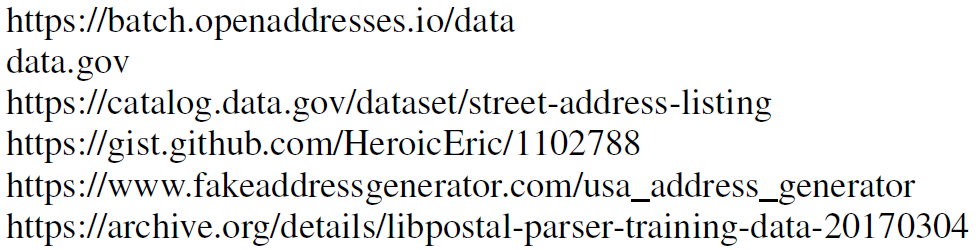 https://batch.openaddresses.io/data
data.gov
https://catalog.data.gov/dataset/street-address-listing
https://gist.github.com/HeroicEric/1102788
https://www.fakeaddressgenerator.com/usa_address_generator
https://archive.org/details/libpostal-parser-training-data-20170304